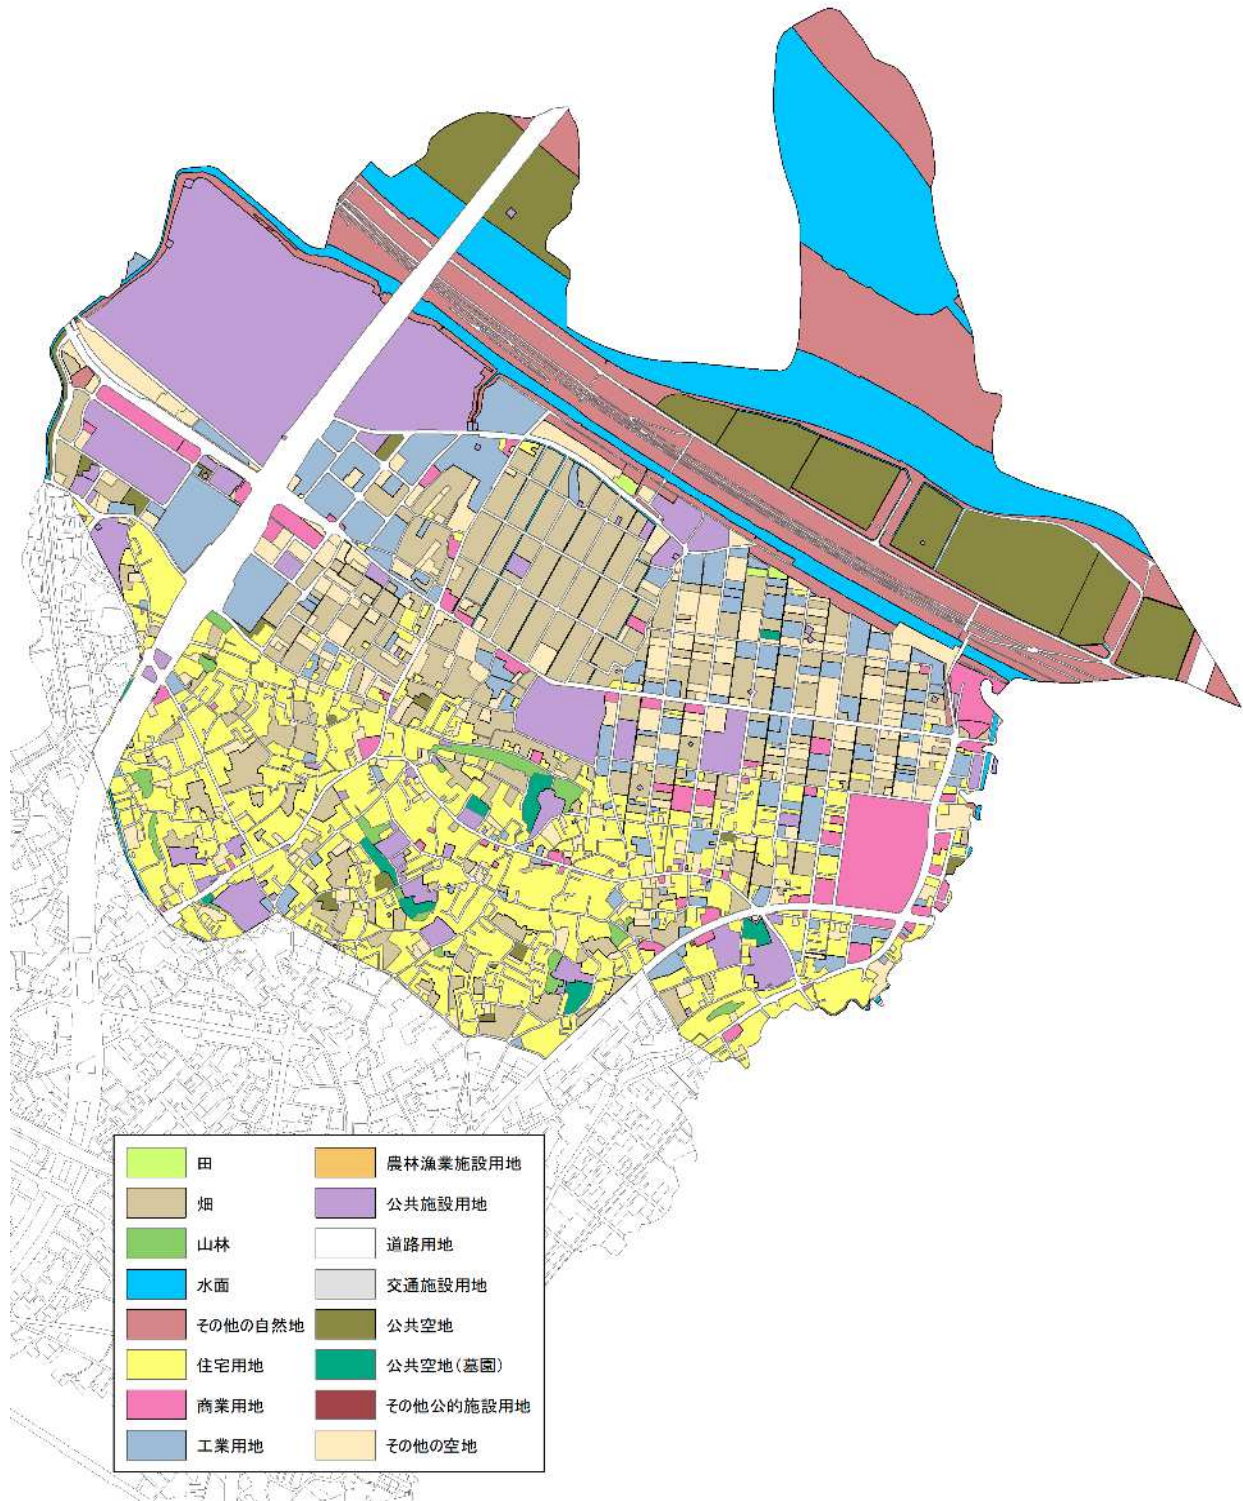 田
畑
山林
水面
その他の自然地
住宅用地
商業用地
工業用地
農林漁業施設用地
公共施設用地
道路用地
交通施設用地
公共空地
公共空地(墓園)
その他公的施設用地
その他の空地